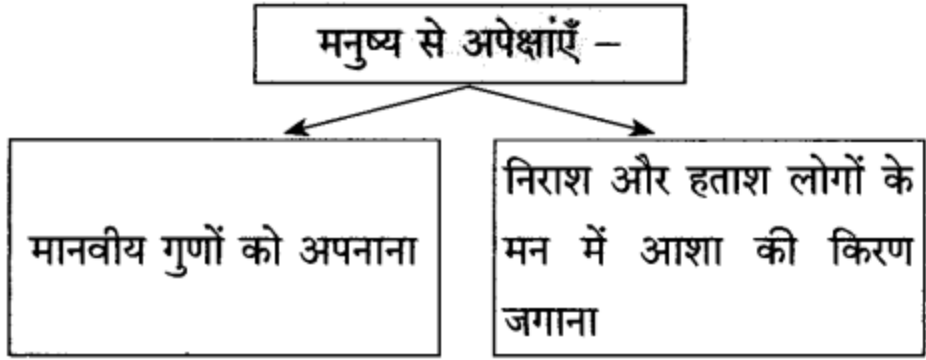 मनुष्य से अपेक्षांएँ –
मानवीय गुणों को अपनाना
निराश और हताश लोगों के
मन में आशा की किरण
जगाना